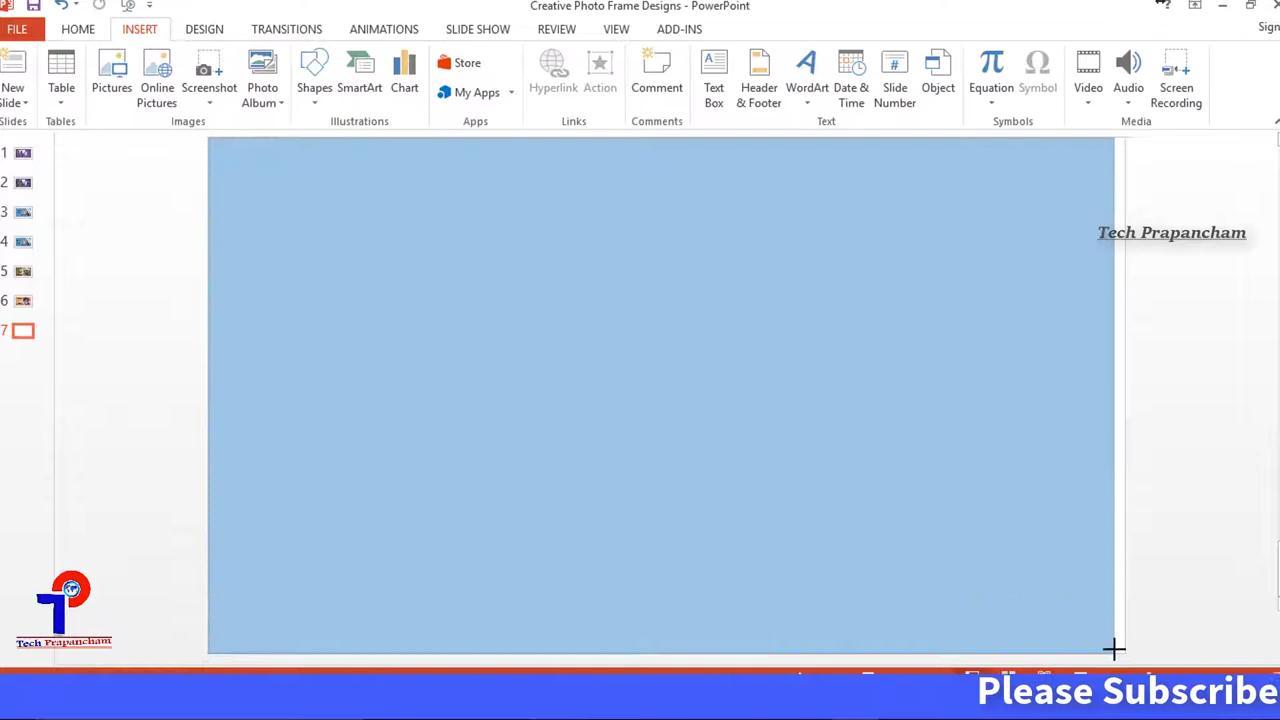 Creative Photo Frame Designs - PowerPoint
FILE HOME INSERT DESIGN TRANSITIONS ANIMATIONS SLIDE SHOW REVIEW VIEW ADD-INS Sign
New Slide Table Pictures Online Pictures Screenshot Photo Album Shapes SmartArt Chart Store My Apps Hyperlink Action Comment Text Box Header & Footer WordArt Date & Time Slide Number Object Equation Symbol Video Audio Screen Recording
Slides Tables Images Illustrations Apps Links Comments Text Symbols Media
1
2
3
4
5
6
7
Tech Prapancham
Tech Prapancham
Please Subscribe